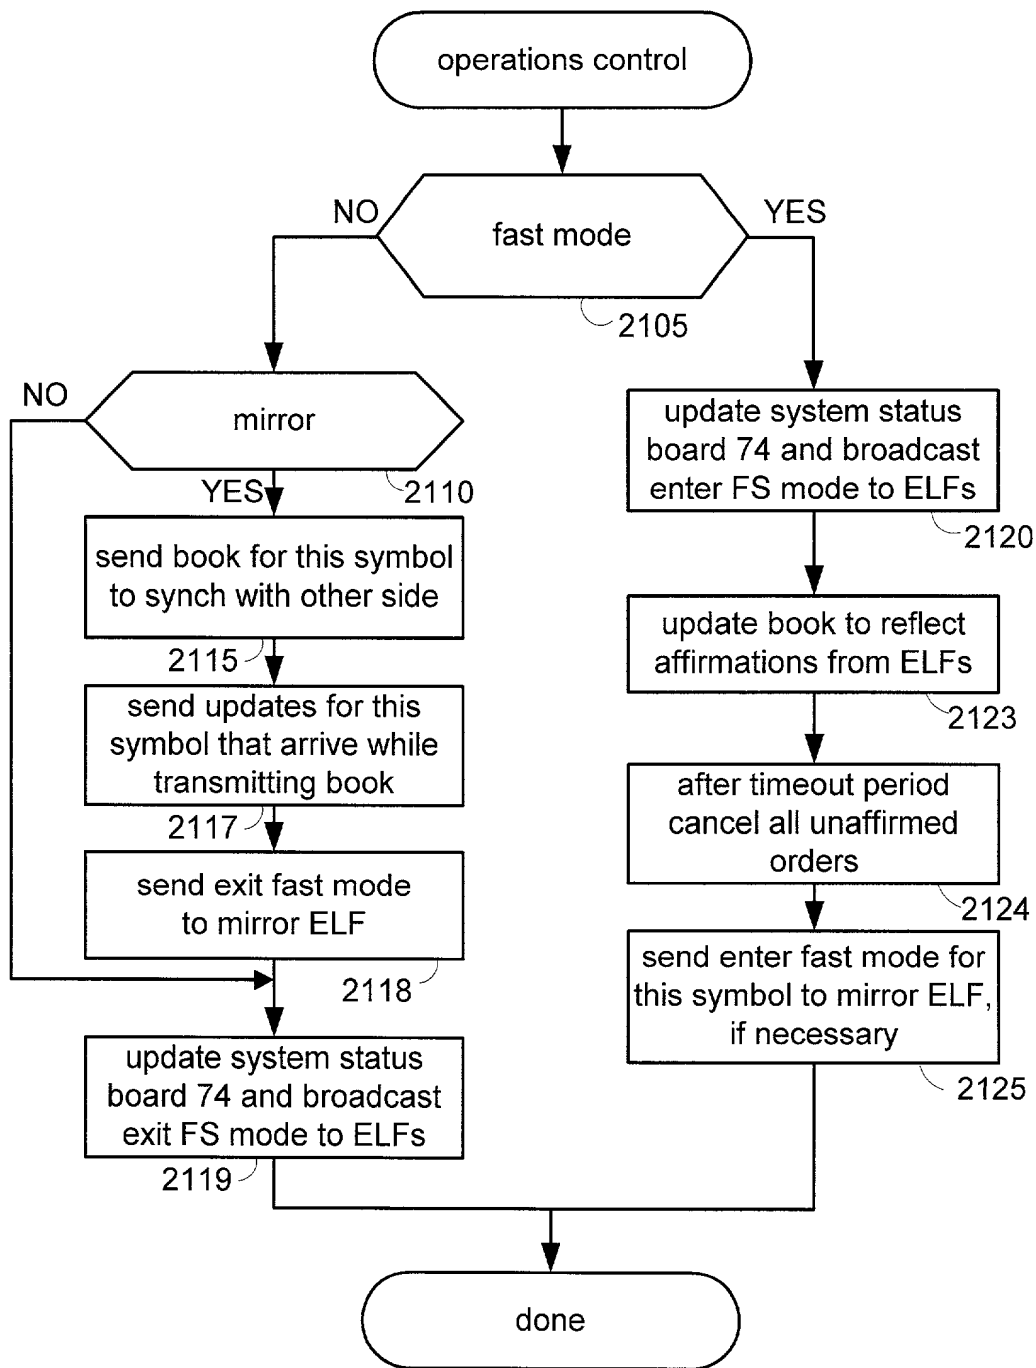 operations control
NO
YES
fast mode
2105
NO
mirror
2110
YES
send book for this symbol
to synch with other side
2115
send updates for this
symbol that arrive while
transmitting book
2117
send exit fast mode
to mirror ELF
2118
update system status
board 74 and broadcast
exit FS mode to ELFs
2119
update system status
board 74 and broadcast
enter FS mode to ELFs
2120
update book to reflect
affirmations from ELFs
2123
after timeout period
cancel all unaffirmed
orders
2124
send enter fast mode for
this symbol to mirror ELF,
if necessary
2125
done